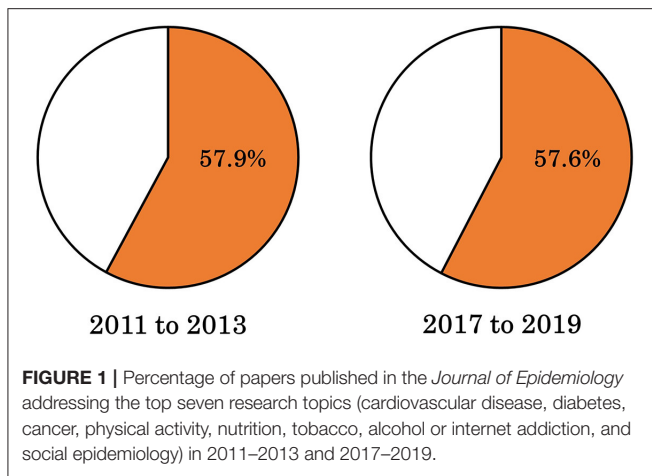 57.9%
57.6%
2011 to 2013
2017 to 2019
FIGURE 1 | Percentage of papers published in the Journal of Epidemiology
addressing the top seven research topics (cardiovascular disease, diabetes,
cancer, physical activity, nutrition, tobacco, alcohol or internet addiction, and
social epidemiology) in 2011–2013 and 2017–2019.